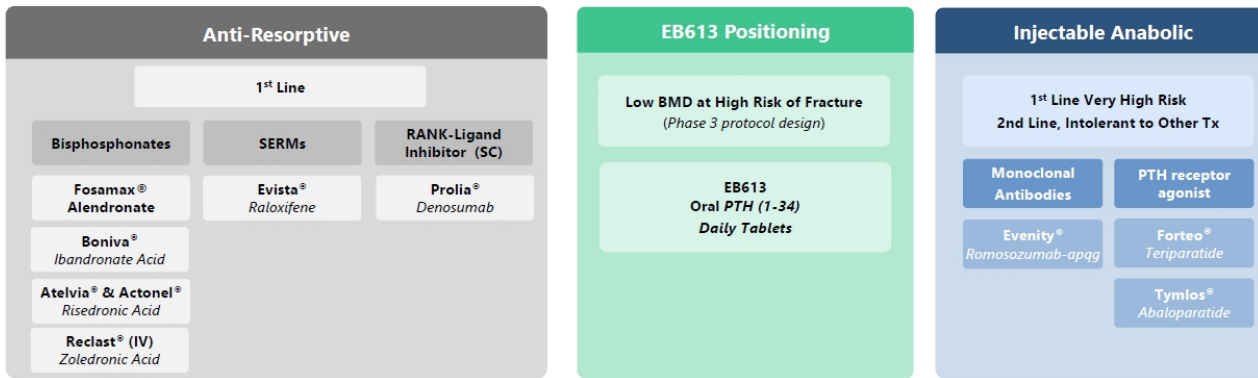 Anti-Resorptive
1st Line
Bisphosphonates
Fosamax®
Alendronate
Boniva®
Ibandronate Acid
Atelvia® & Actonel®
Risedronic Acid
Reclast® (IV)
Zoledronic Acid
SERMs
Evista®
Raloxifene
RANK-Ligand
Inhibitor (SC)
Prolia®
Denosumab
EB613 Positioning
Low BMD at High Risk of Fracture
(Phase 3 protocol design)
EB613
Oral PTH (1-34)
Daily Tablets
Injectable Anabolic
1st Line Very High Risk
2nd Line, Intolerant to Other Tx
Monoclonal
Antibodies
Evenity®
Romosozumab-apqg
PTH receptor
agonist
Forteo®
Teriparatide
Tymlos®
Abaloparatide